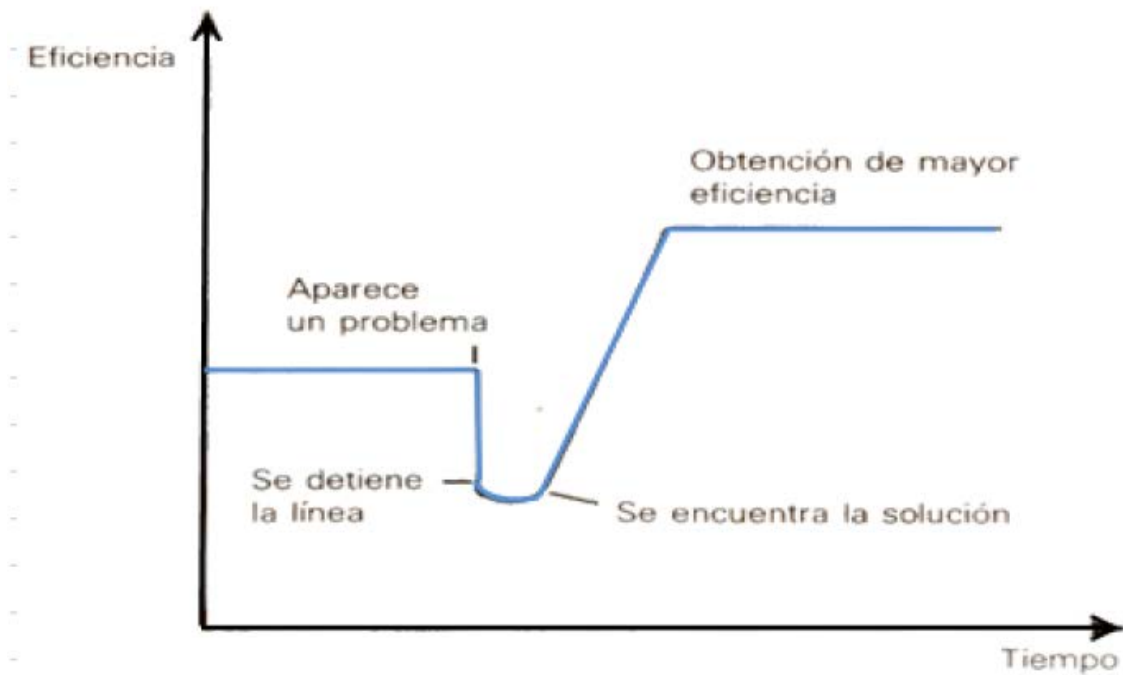 Eficiencia
Obtención de mayor
eficiencia
Aparece
un problema
Se detiene
la línea
Se encuentra la solución
Tiempo